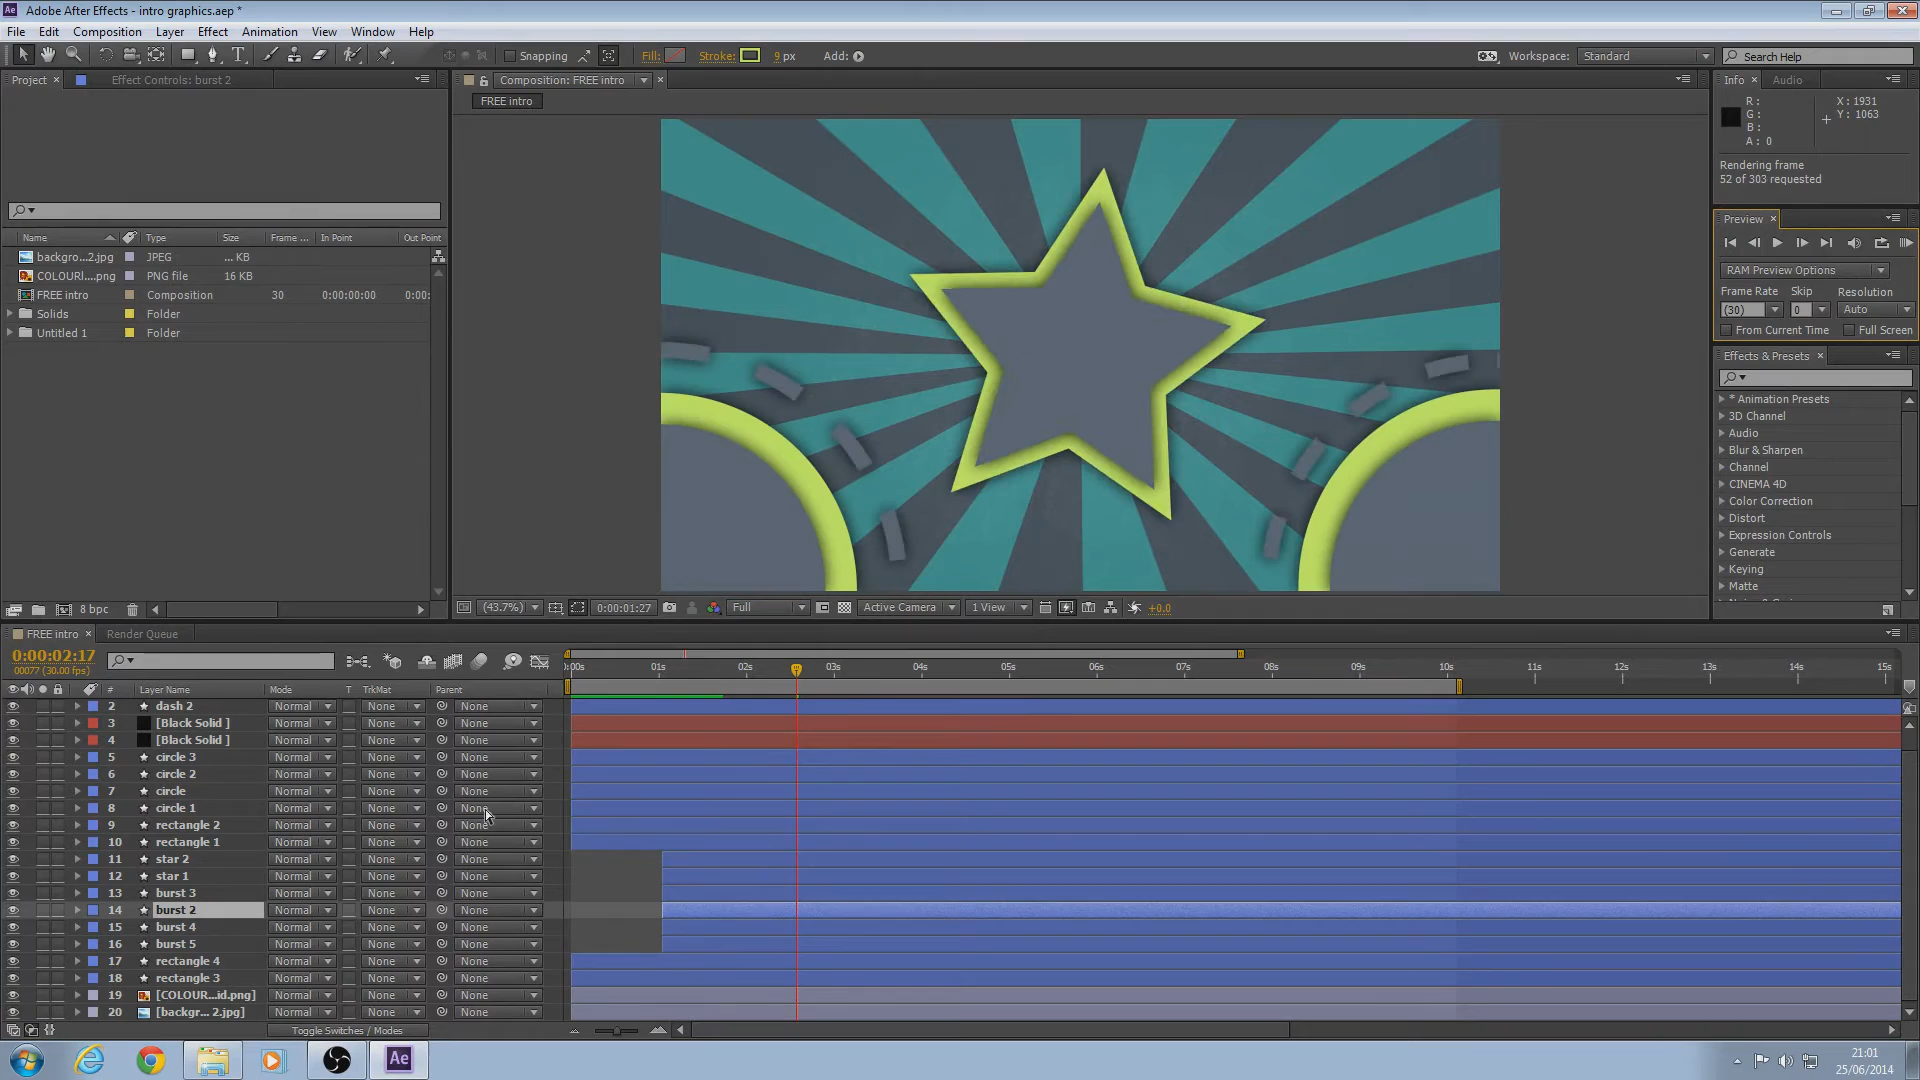 Adobe After Effects - intro graphics.aep *
File Edit Composition Layer Effect Animation View Window Help
Snapping Fill: Stroke: 9 px Add: Workspace: Standard Search Help
Project Effect Controls: burst 2 Composition: FREE intro Info Audio
FREE intro
R: X: 1931
G: Y: 1063
B:
A: 0
Rendering frame
52 of 303 requested
Preview
RAM Preview Options
Frame Rate Skip Resolution
(30) 0 Auto
From Current Time Full Screen
Name Type Size Frame ... In Point Out Point
backgro...2.jpg JPEG ... KB
COLOURl....png PNG file 16 KB
FREE intro Composition 30 0:00:00:00 0:00:
Solids Folder
Untitled 1 Folder
Effects & Presets
* Animation Presets
3D Channel
Audio
Blur & Sharpen
Channel
CINEMA 4D
Color Correction
Distort
Expression Controls
Generate
Keying
Matte
8 bpc
(43.7%) 0:00:01:27 Full Active Camera 1 View +0.0
FREE intro Render Queue
0:00:02:17
00077 (30.00 fps)
0:00s 01s 02s 03s 04s 05s 06s 07s 08s 09s 10s 11s 12s 13s 14s 15s
# Layer Name Mode T TrkMat Parent
2 dash 2 Normal None None
3 [Black Solid ] Normal None None
4 [Black Solid ] Normal None None
5 circle 3 Normal None None
6 circle 2 Normal None None
7 circle Normal None None
8 circle 1 Normal None None
9 rectangle 2 Normal None None
10 rectangle 1 Normal None None
11 star 2 Normal None None
12 star 1 Normal None None
13 burst 3 Normal None None
14 burst 2 Normal None None
15 burst 4 Normal None None
16 burst 5 Normal None None
17 rectangle 4 Normal None None
18 rectangle 3 Normal None None
19 [COLOUR...id.png] Normal None None
20 [backgr... 2.jpg] Normal None None
Toggle Switches / Modes
Ae
21:01
25/06/2014